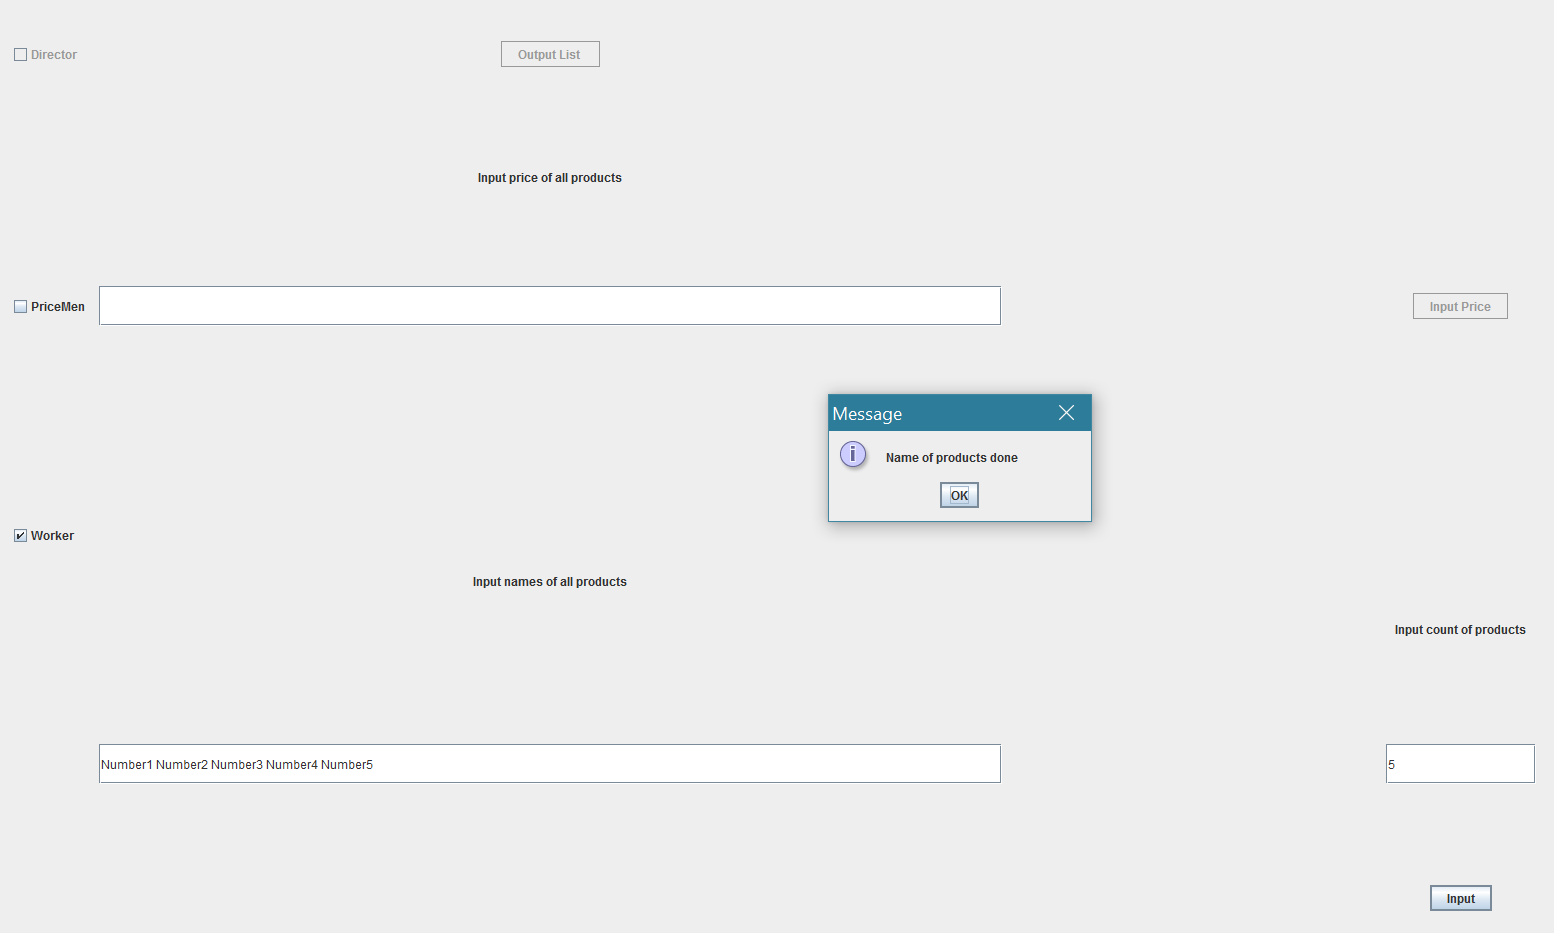 Director
Output List
Input price of all products
PriceMen
Input Price
Message
Name of products done
OK
Worker
Input names of all products
Input count of products
Number1 Number2 Number3 Number4 Number5
5
Input